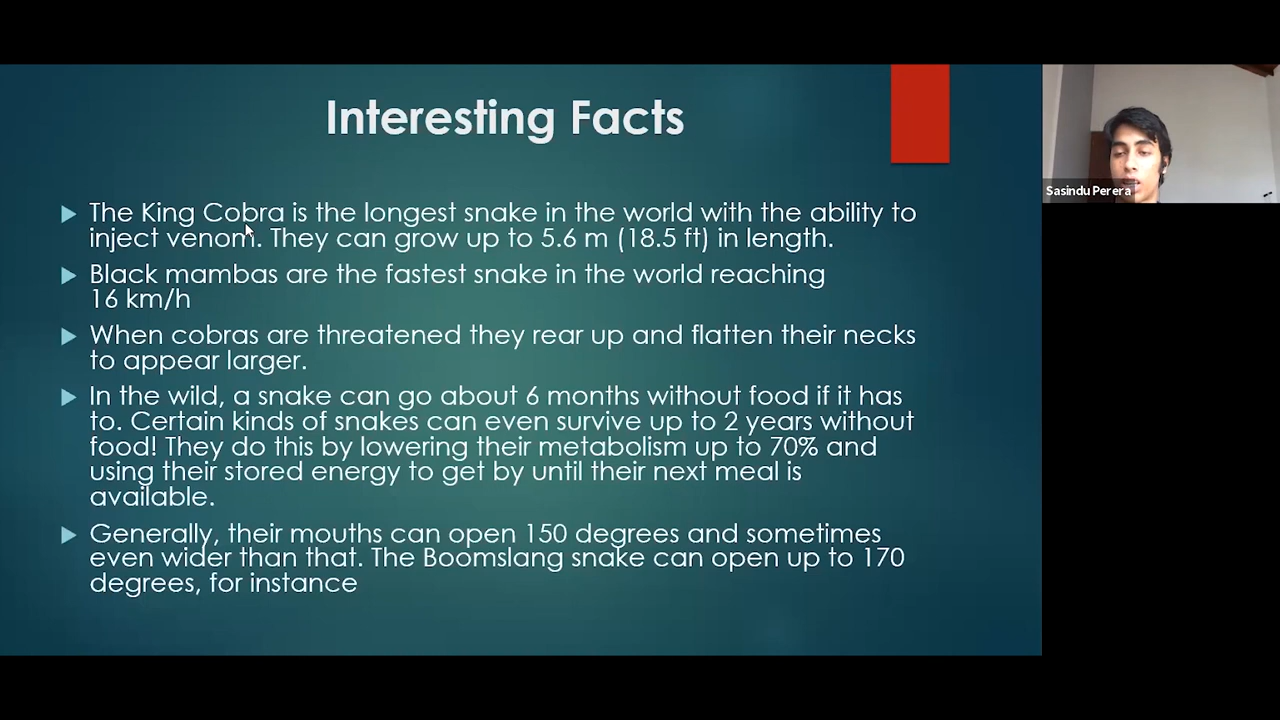 Interesting Facts
The King Cobra is the longest snake in the world with the ability to
inject venom. They can grow up to 5.6 m (18.5 ft) in length.
Black mambas are the fastest snake in the world reaching
16 km/h
When cobras are threatened they rear up and flatten their necks
to appear larger.
In the wild, a snake can go about 6 months without food if it has
to. Certain kinds of snakes can even survive up to 2 years without
food! They do this by lowering their metabolism up to 70% and
using their stored energy to get by until their next meal is
available.
Generally, their mouths can open 150 degrees and sometimes
even wider than that. The Boomslang snake can open up to 170
degrees, for instance
Sasindu Perera